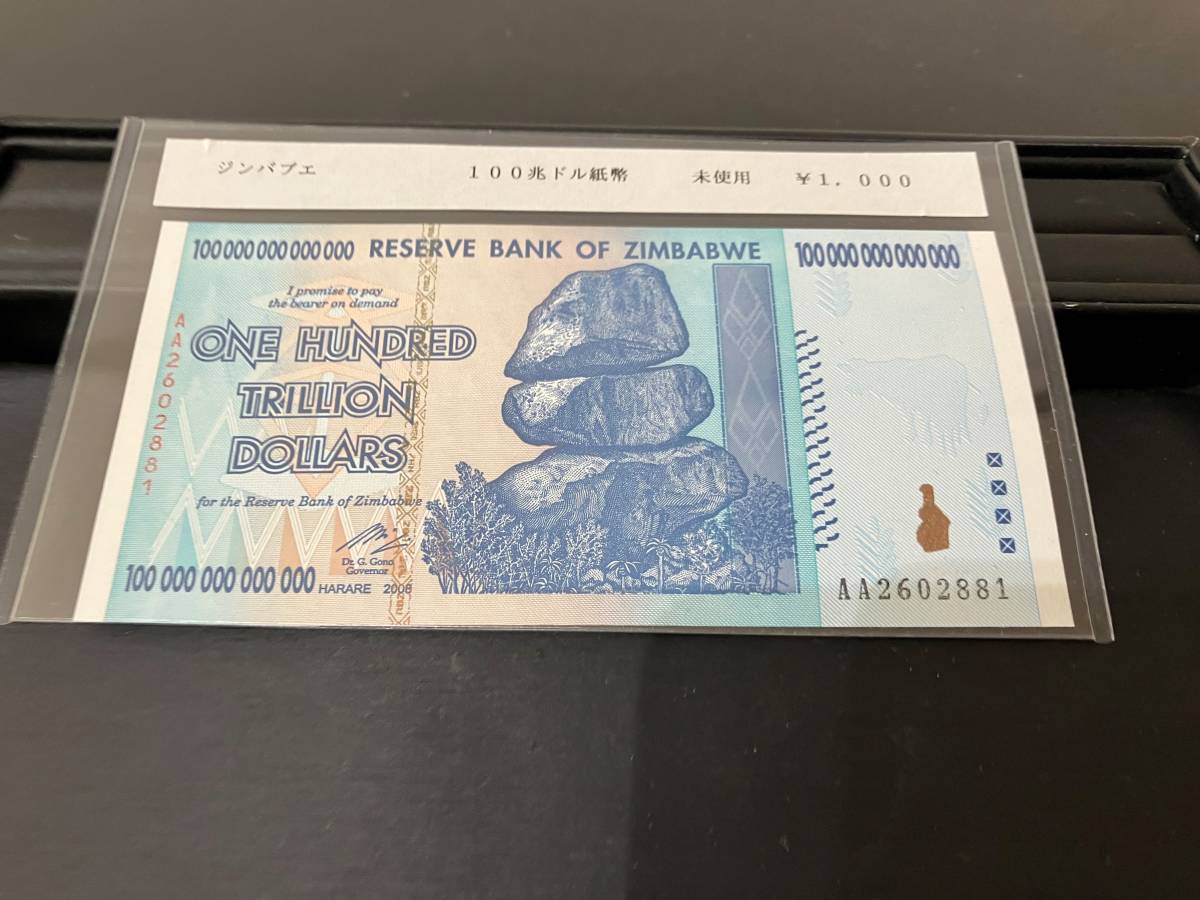 ジンバブエ 100兆ドル紙幣 未使用 ¥1.000
100 000 000 000 000 RESERVE BANK OF ZIMBABWE 100 000 000 000 000
I promise to pay
the bearer on demand
ONE HUNDRED
TRILLION
DOLLARS
for the Reserve Bank of Zimbabwe
Dr. G. Gono
Governor
100 000 000 000 000 HARARE 2008
AA2602881
AA2602881